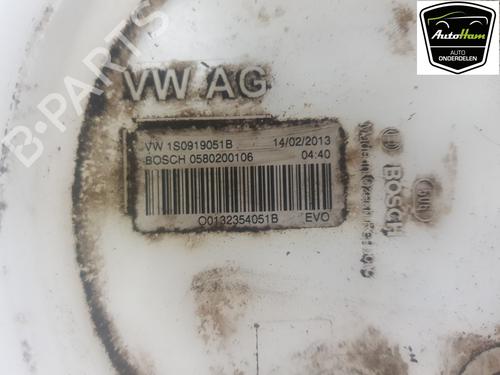 AutoHam
AUTO
ONDERDELEN
B-PARTS
VW AG
VW 1S0919051B 14/02/2013
BOSCH 0580200106 04:40
O0132354051B EVO
BOSCH